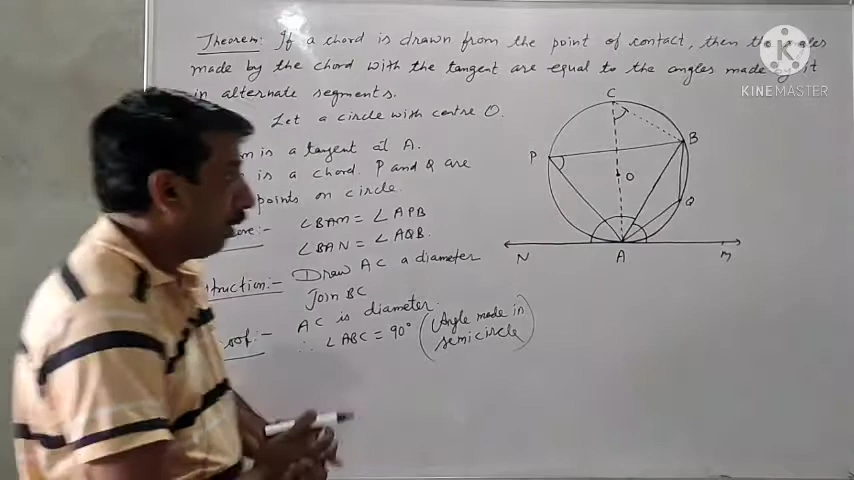 Theorem:- If a chord is drawn from the point of contact, then the
made by the chord with the tangent are equal to the angles made by it
in alternate segments.
Let a circle with centre O.
is a tangent at A.
is a chord. P and Q are
points on circle.
∠BAM = ∠APB
∠BAN = ∠AQB.
Draw AC a diameter
Join BC
AC is diameter.
∴ ∠ABC = 90° (Angle made in
semicircle)
C
B
P
O
Q
N
A
M
KINEMASTER